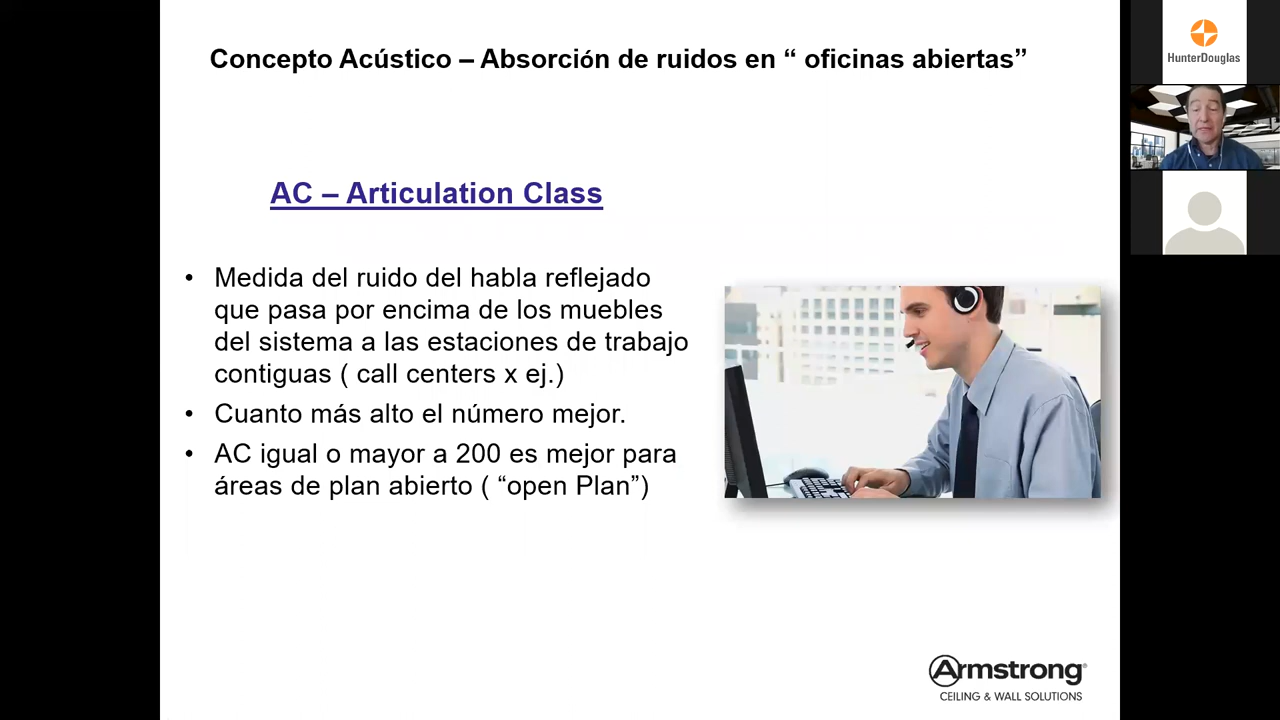 Concepto Acústico – Absorción de ruidos en “ oficinas abiertas”
AC – Articulation Class
• Medida del ruido del habla reflejado
que pasa por encima de los muebles
del sistema a las estaciones de trabajo
contiguas ( call centers x ej.)
• Cuanto más alto el número mejor.
• AC igual o mayor a 200 es mejor para
áreas de plan abierto ( “open Plan”)
Armstrong®
CEILING & WALL SOLUTIONS
HunterDouglas